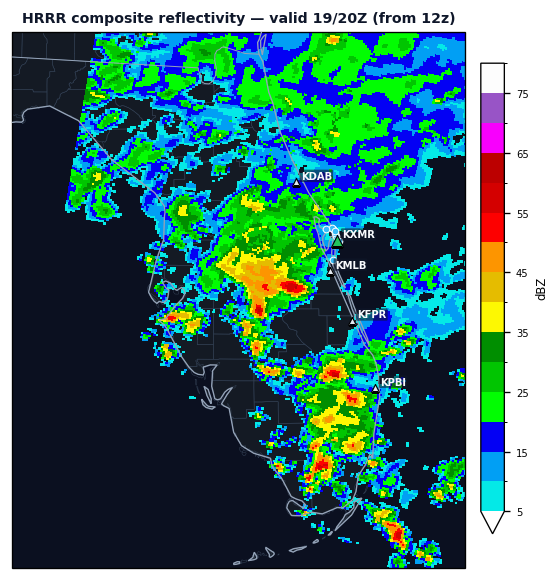 HRRR composite reflectivity — valid 19/20Z (from 12z)
KDAB
KXMR
KMLB
KFPR
KPBI
75
65
55
45
35
25
15
5
dBZ